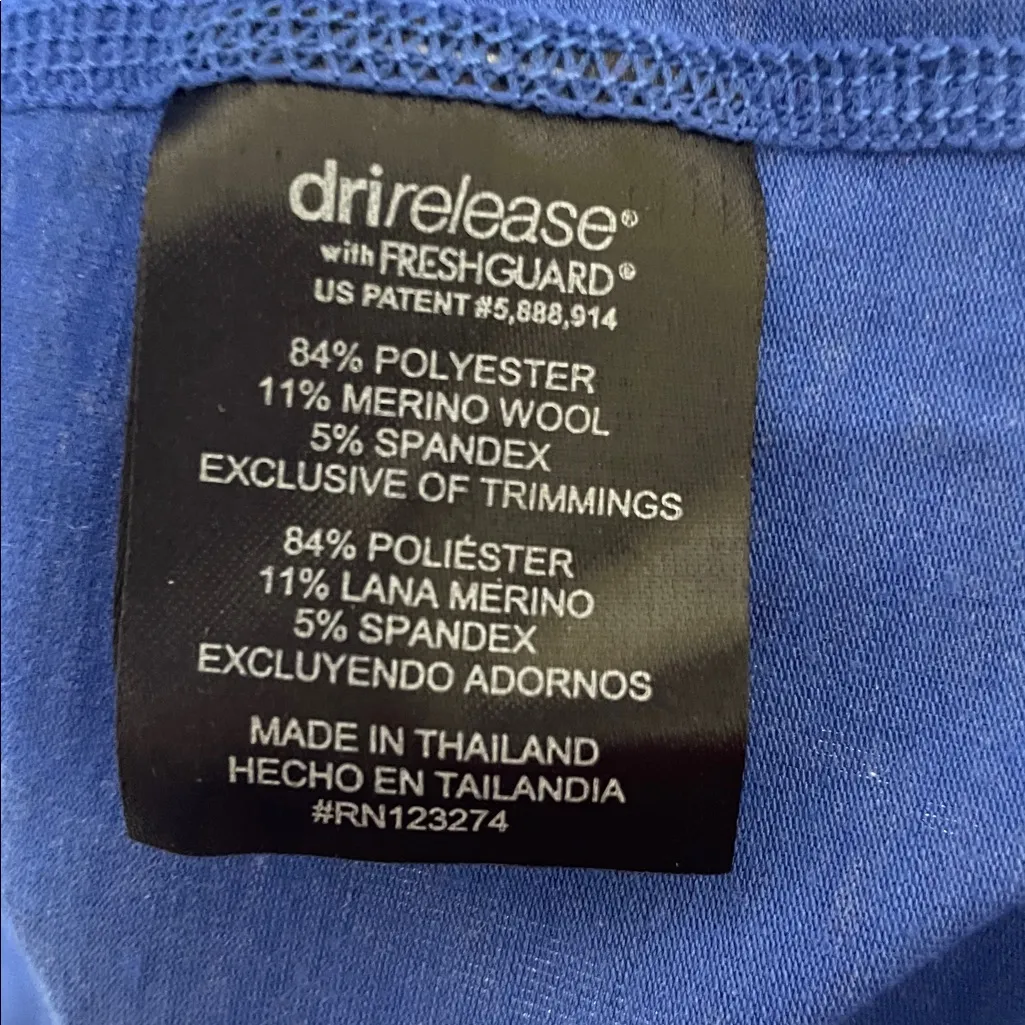 drirelease®
with FRESHGUARD®
US PATENT #5,888,914
84% POLYESTER
11% MERINO WOOL
5% SPANDEX
EXCLUSIVE OF TRIMMINGS
84% POLIÉSTER
11% LANA MERINO
5% SPANDEX
EXCLUYENDO ADORNOS
MADE IN THAILAND
HECHO EN TAILANDIA
#RN123274